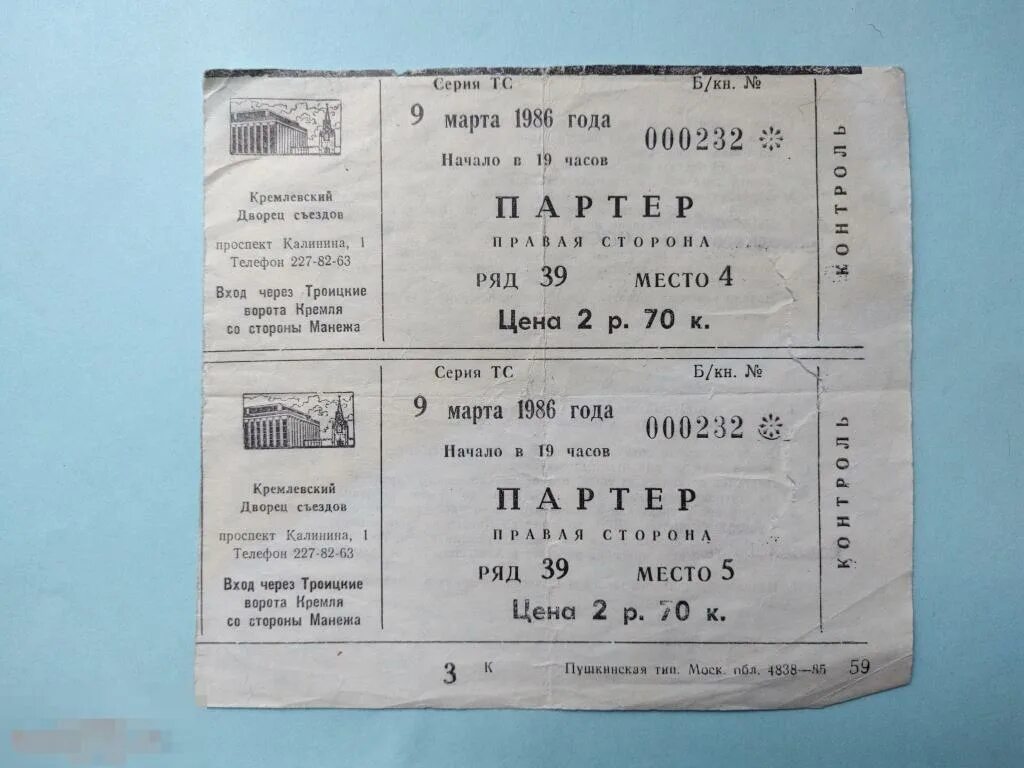 Серия ТС
Б/кн. №
9 марта 1986 года
000232
Начало в 19 часов
Кремлевский
Дворец съездов
проспект Калинина, 1
Телефон 227-82-63
Вход через Троицкие
ворота Кремля
со стороны Манежа
ПАРТЕР
ПРАВАЯ СТОРОНА
РЯД 39 МЕСТО 4
Цена 2 р. 70 к.
КОНТРОЛЬ
Серия ТС
Б/кн. №
9 марта 1986 года
000232
Начало в 19 часов
Кремлевский
Дворец съездов
проспект Калинина, 1
Телефон 227-82-63
Вход через Троицкие
ворота Кремля
со стороны Манежа
ПАРТЕР
ПРАВАЯ СТОРОНА
РЯД 39 МЕСТО 5
Цена 2 р. 70 к.
КОНТРОЛЬ
3 К
Пушкинская тип. Моск. обл. 4838—85 59